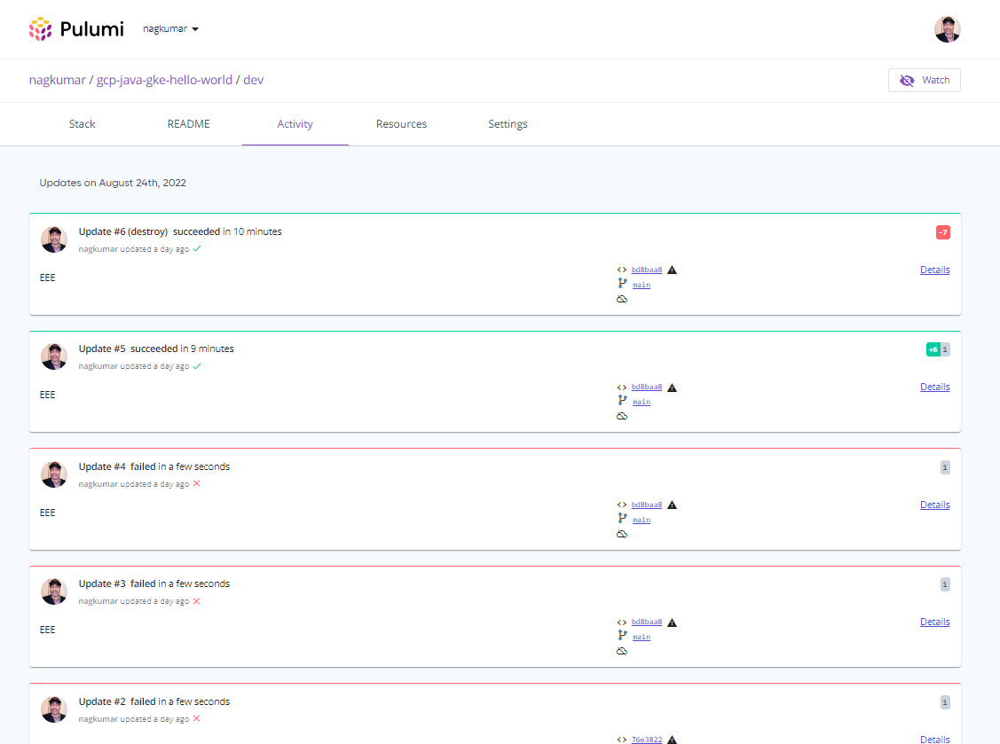 Pulumi nagkumar
nagkumar / gcp-java-gke-hello-world / dev Watch
Stack README Activity Resources Settings
Updates on August 24th, 2022
Update #6 (destroy) succeeded in 10 minutes -7
nagkumar updated a day ago
bd8baa8 Details
EEE
main
Update #5 succeeded in 9 minutes +6 1
nagkumar updated a day ago
bd8baa8 Details
EEE
main
Update #4 failed in a few seconds 1
nagkumar updated a day ago
bd8baa8 Details
EEE
main
Update #3 failed in a few seconds 1
nagkumar updated a day ago
bd8baa8 Details
EEE
main
Update #2 failed in a few seconds 1
nagkumar updated a day ago
76e3822 Details